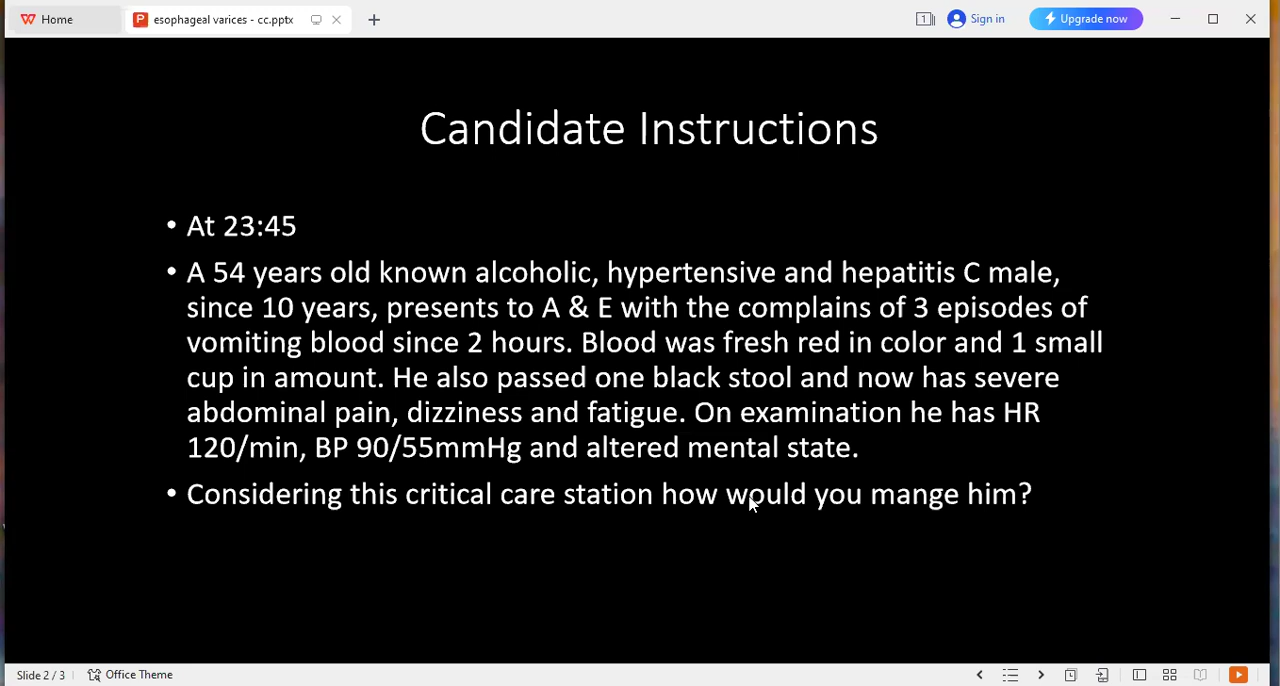 Home
esophageal varices - cc.pptx
1
Sign in
Upgrade now
Candidate Instructions
• At 23:45
• A 54 years old known alcoholic, hypertensive and hepatitis C male,
since 10 years, presents to A & E with the complains of 3 episodes of
vomiting blood since 2 hours. Blood was fresh red in color and 1 small
cup in amount. He also passed one black stool and now has severe
abdominal pain, dizziness and fatigue. On examination he has HR
120/min, BP 90/55mmHg and altered mental state.
• Considering this critical care station how would you mange him?
Slide 2 / 3
Office Theme